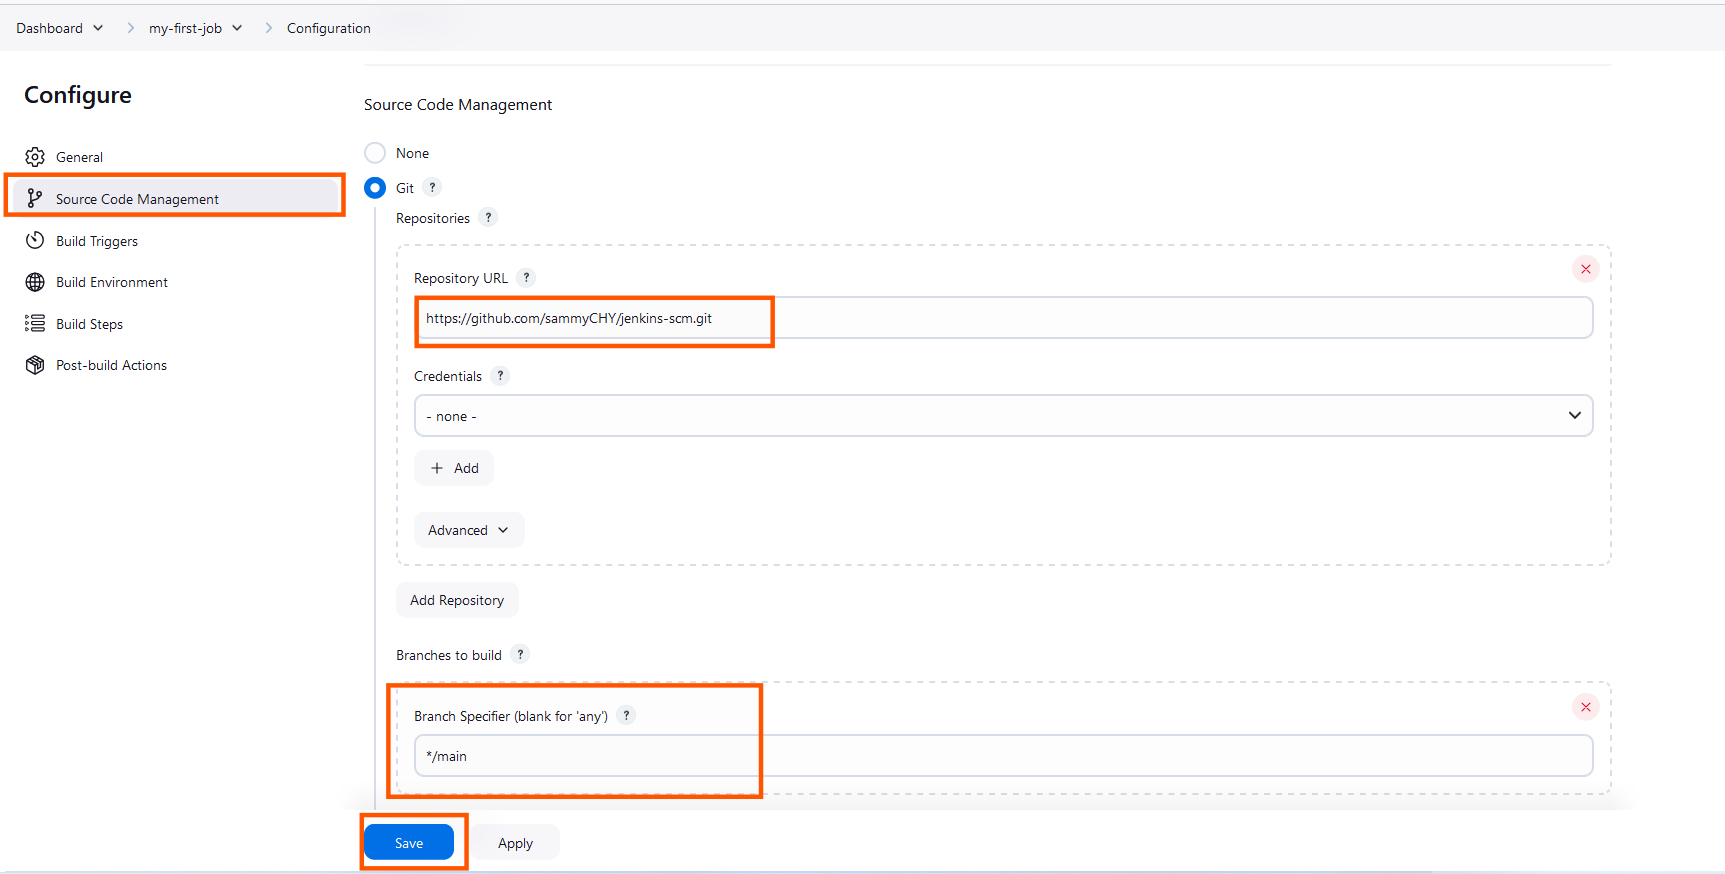 Dashboard my-first-job Configuration
Configure
General
Source Code Management
Build Triggers
Build Environment
Build Steps
Post-build Actions
Source Code Management
None
Git ?
Repositories ?
Repository URL ?
https://github.com/sammyCHY/jenkins-scm.git
Credentials ?
- none -
+ Add
Advanced
Add Repository
Branches to build ?
Branch Specifier (blank for 'any') ?
*/main
Save Apply